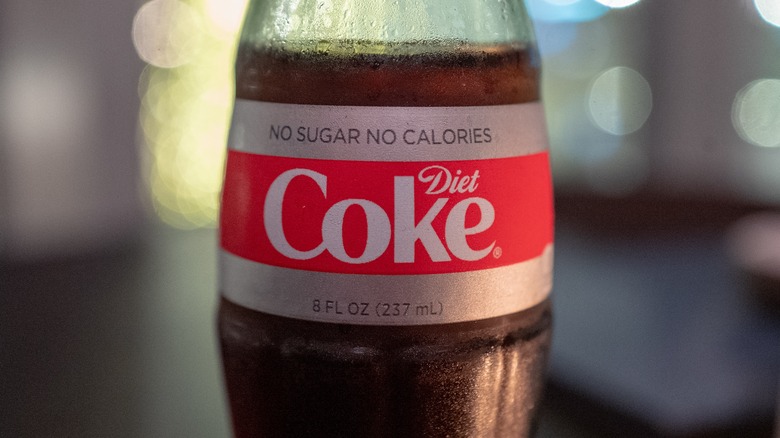 NO SUGAR NO CALORIES
Diet
Coke®
8 FL OZ (237 mL)